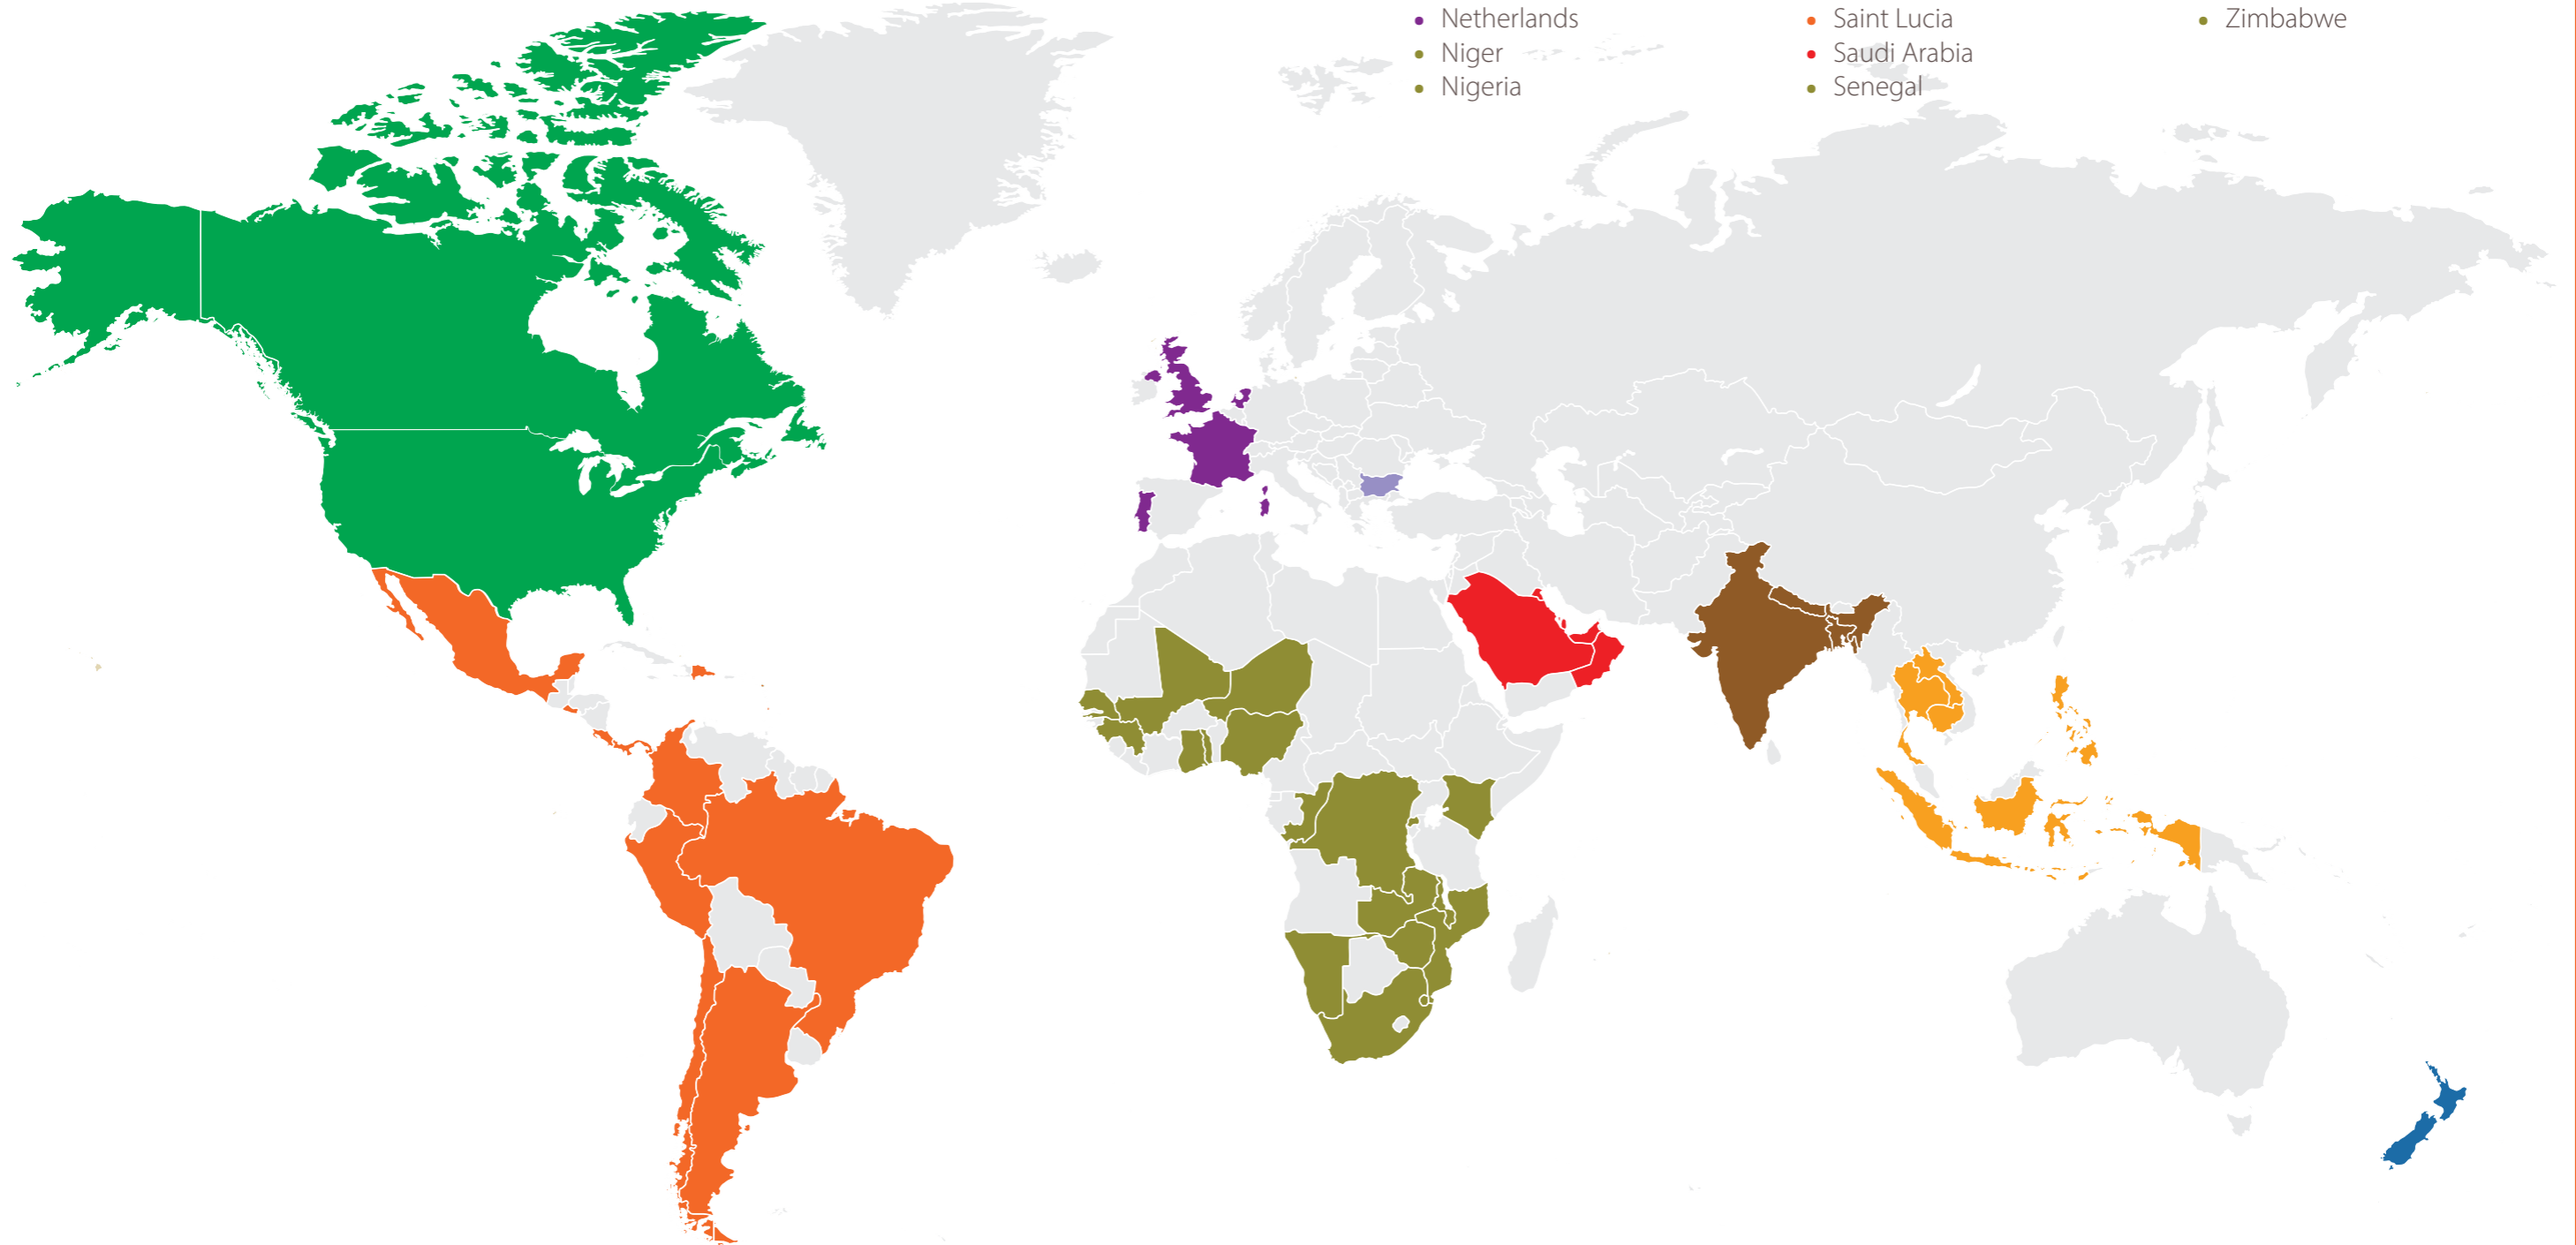 Netherlands
Niger
Nigeria
Saint Lucia
Saudi Arabia
Senegal
Zimbabwe